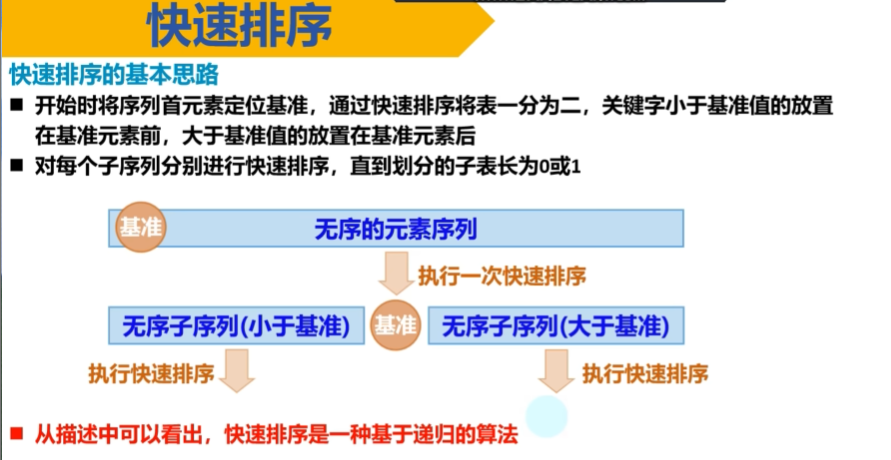 快速排序
快速排序的基本思路
■ 开始时将序列首元素定位基准，通过快速排序将表一分为二，关键字小于基准值的放置
在基准元素前，大于基准值的放置在基准元素后
■ 对每个子序列分别进行快速排序，直到划分的子表长为0或1
基准 无序的元素序列
执行一次快速排序
无序子序列(小于基准) 基准 无序子序列(大于基准)
执行快速排序 执行快速排序
■ 从描述中可以看出，快速排序是一种基于递归的算法